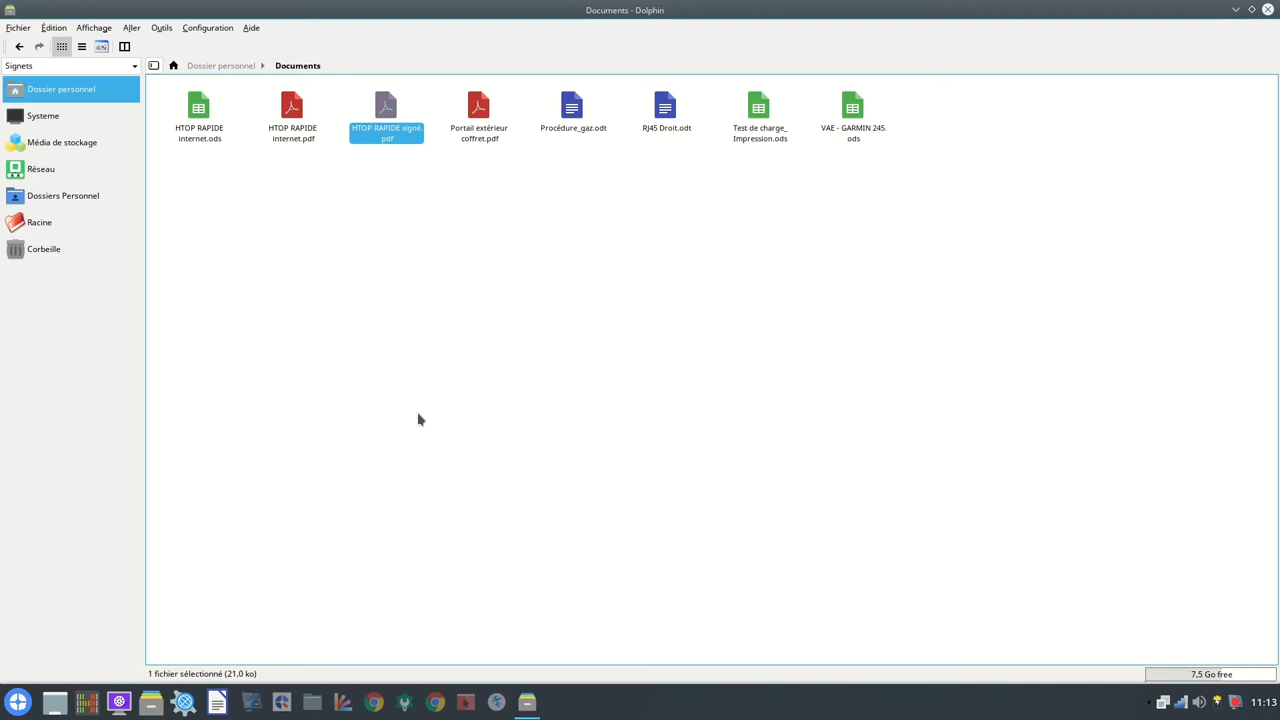 Documents - Dolphin
Fichier Édition Affichage Aller Outils Configuration Aide
Signets
Dossier personnel Documents
Dossier personnel
Systeme
Média de stockage
Réseau
Dossiers Personnel
Racine
Corbeille
HTOP RAPIDE
internet.ods
HTOP RAPIDE
internet.pdf
HTOP RAPIDE signé.
pdf
Portail extérieur
coffret.pdf
Procédure_gaz.odt
RJ45 Droit.odt
Test de charge_
Impression.ods
VAE - GARMIN 245.
ods
1 fichier sélectionné (21,0 ko)
7,5 Go free
11:13